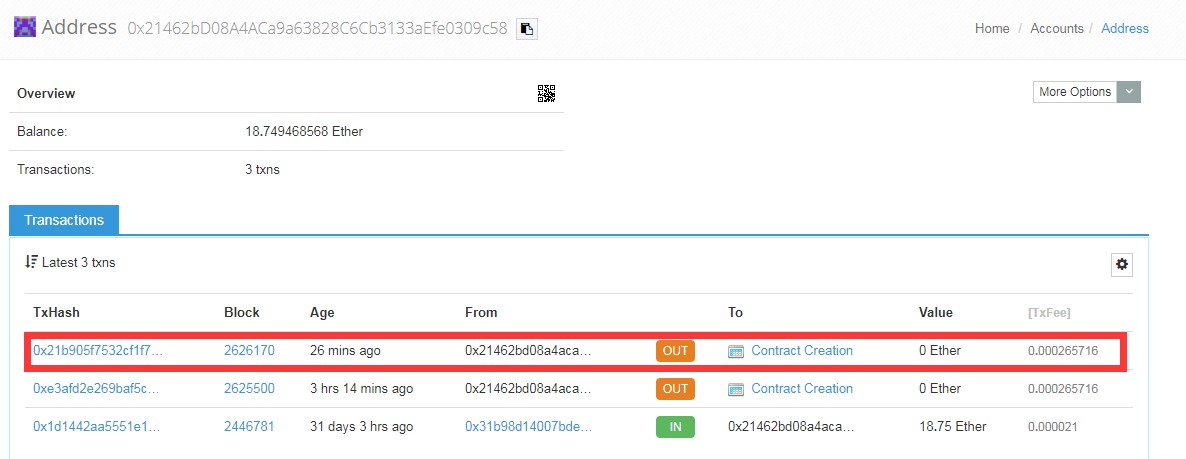 Address 0x21462bD08A4ACa9a63828C6Cb3133aEfe0309c58
Home / Accounts / Address
Overview
More Options
Balance: 18.749468568 Ether
Transactions: 3 txns
Transactions
Latest 3 txns
TxHash Block Age From To Value [TxFee]
0x21b905f7532cf1f7... 2626170 26 mins ago 0x21462bd08a4aca... OUT Contract Creation 0 Ether 0.000265716
0xe3afd2e269baf5c... 2625500 3 hrs 14 mins ago 0x21462bd08a4aca... OUT Contract Creation 0 Ether 0.000265716
0x1d1442aa5551e1... 2446781 31 days 3 hrs ago 0x31b98d14007bde... IN 0x21462bd08a4aca... 18.75 Ether 0.000021